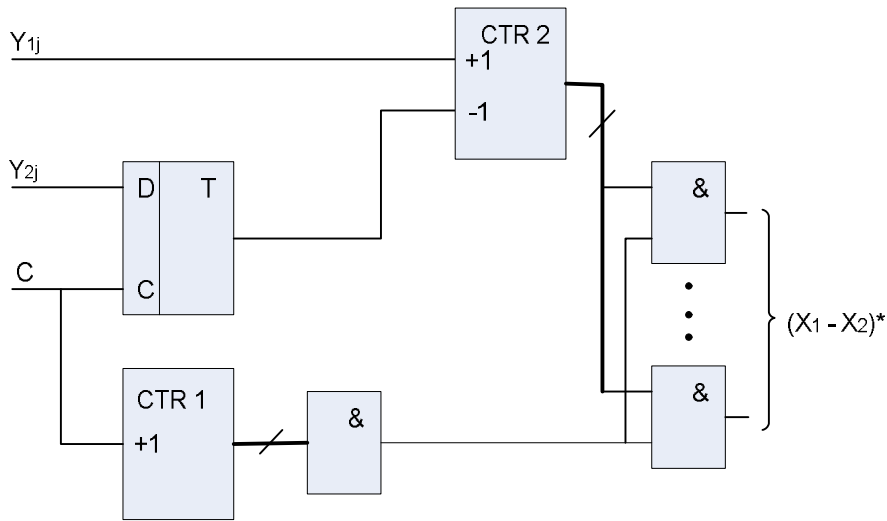 CTR 2
Y1j
+1
-1
Y2j
D T
&
C
C
(X1 - X2)*
CTR 1
&
&
+1